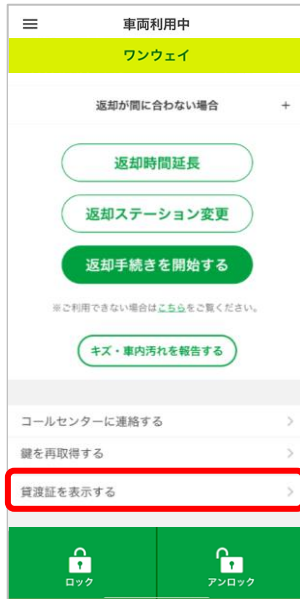 車両利用中
ワンウェイ
返却が間に合わない場合 +
返却時間延長
返却ステーション変更
返却手続きを開始する
※ご利用できない場合はこちらをご覧ください。
キズ・車内汚れを報告する
コールセンターに連絡する
鍵を再取得する
貸渡証を表示する
ロック
アンロック